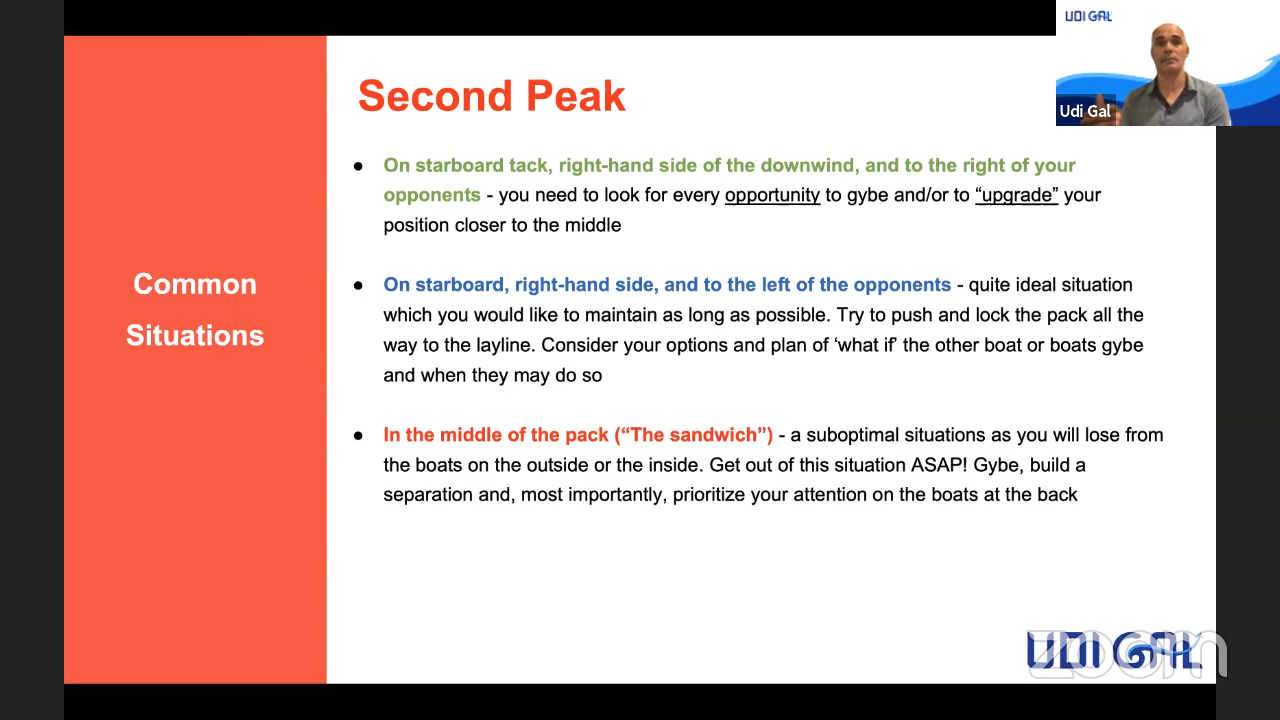 UDI GAL
Udi Gal
Second Peak
Common
Situations
● On starboard tack, right-hand side of the downwind, and to the right of your
opponents - you need to look for every opportunity to gybe and/or to “upgrade” your
position closer to the middle
● On starboard, right-hand side, and to the left of the opponents - quite ideal situation
which you would like to maintain as long as possible. Try to push and lock the pack all the
way to the layline. Consider your options and plan of ‘what if’ the other boat or boats gybe
and when they may do so
● In the middle of the pack (“The sandwich”) - a suboptimal situations as you will lose from
the boats on the outside or the inside. Get out of this situation ASAP! Gybe, build a
separation and, most importantly, prioritize your attention on the boats at the back
UDI GAL
zoom